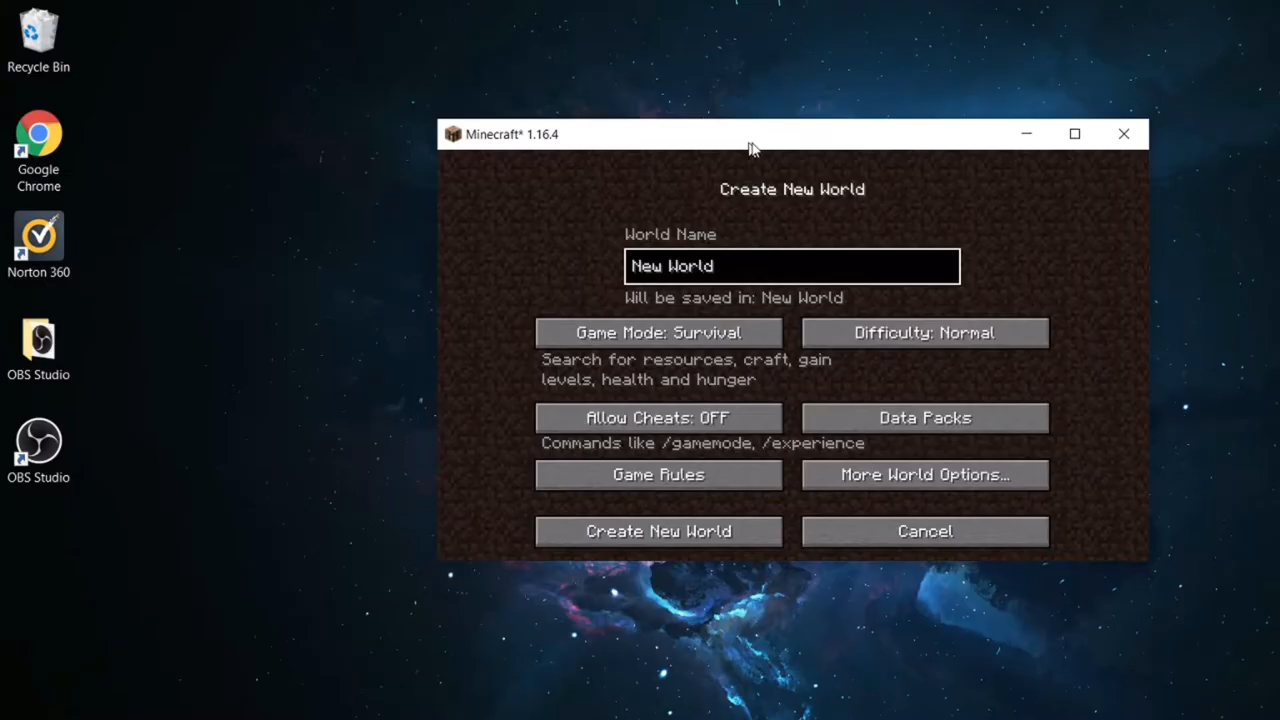 Recycle Bin
Google
Chrome
Norton 360
OBS Studio
OBS Studio
Minecraft* 1.16.4
Create New World
World Name
New World
Will be saved in: New World
Game Mode: Survival
Difficulty: Normal
Search for resources, craft, gain
levels, health and hunger
Allow Cheats: OFF
Data Packs
Commands like /gamemode, /experience
Game Rules
More World Options...
Create New World
Cancel